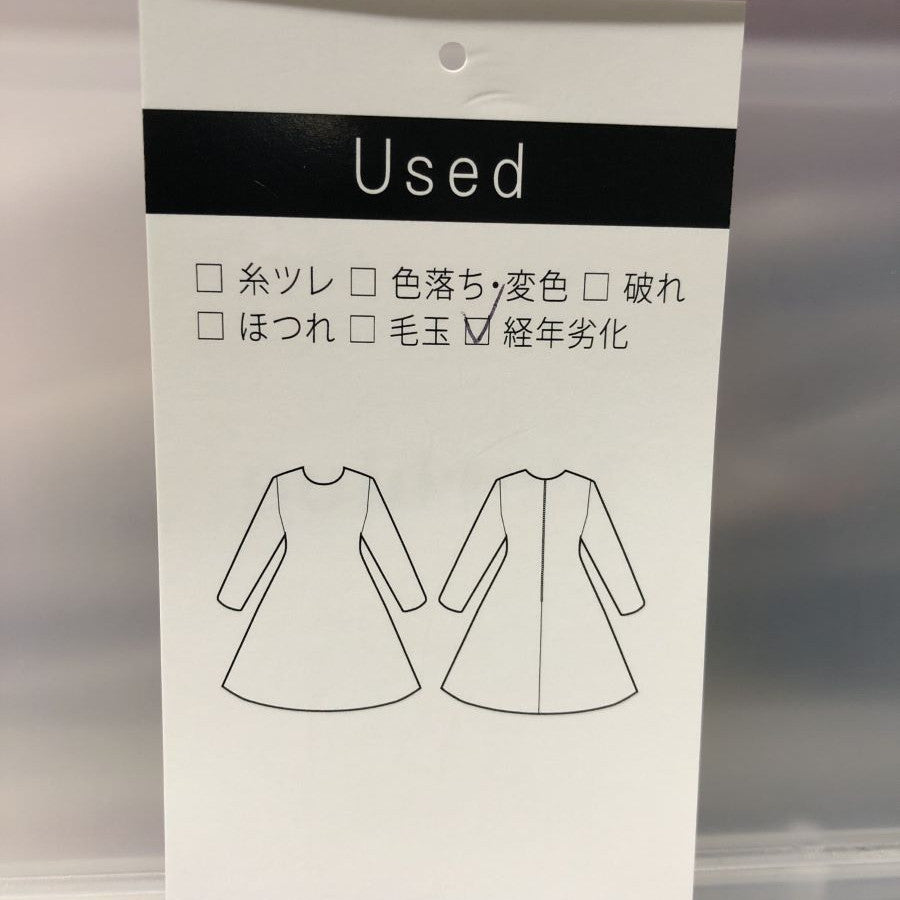 Used
□ 糸ツレ □ 色落ち・変色 □ 破れ
□ ほつれ □ 毛玉 ☑ 経年劣化